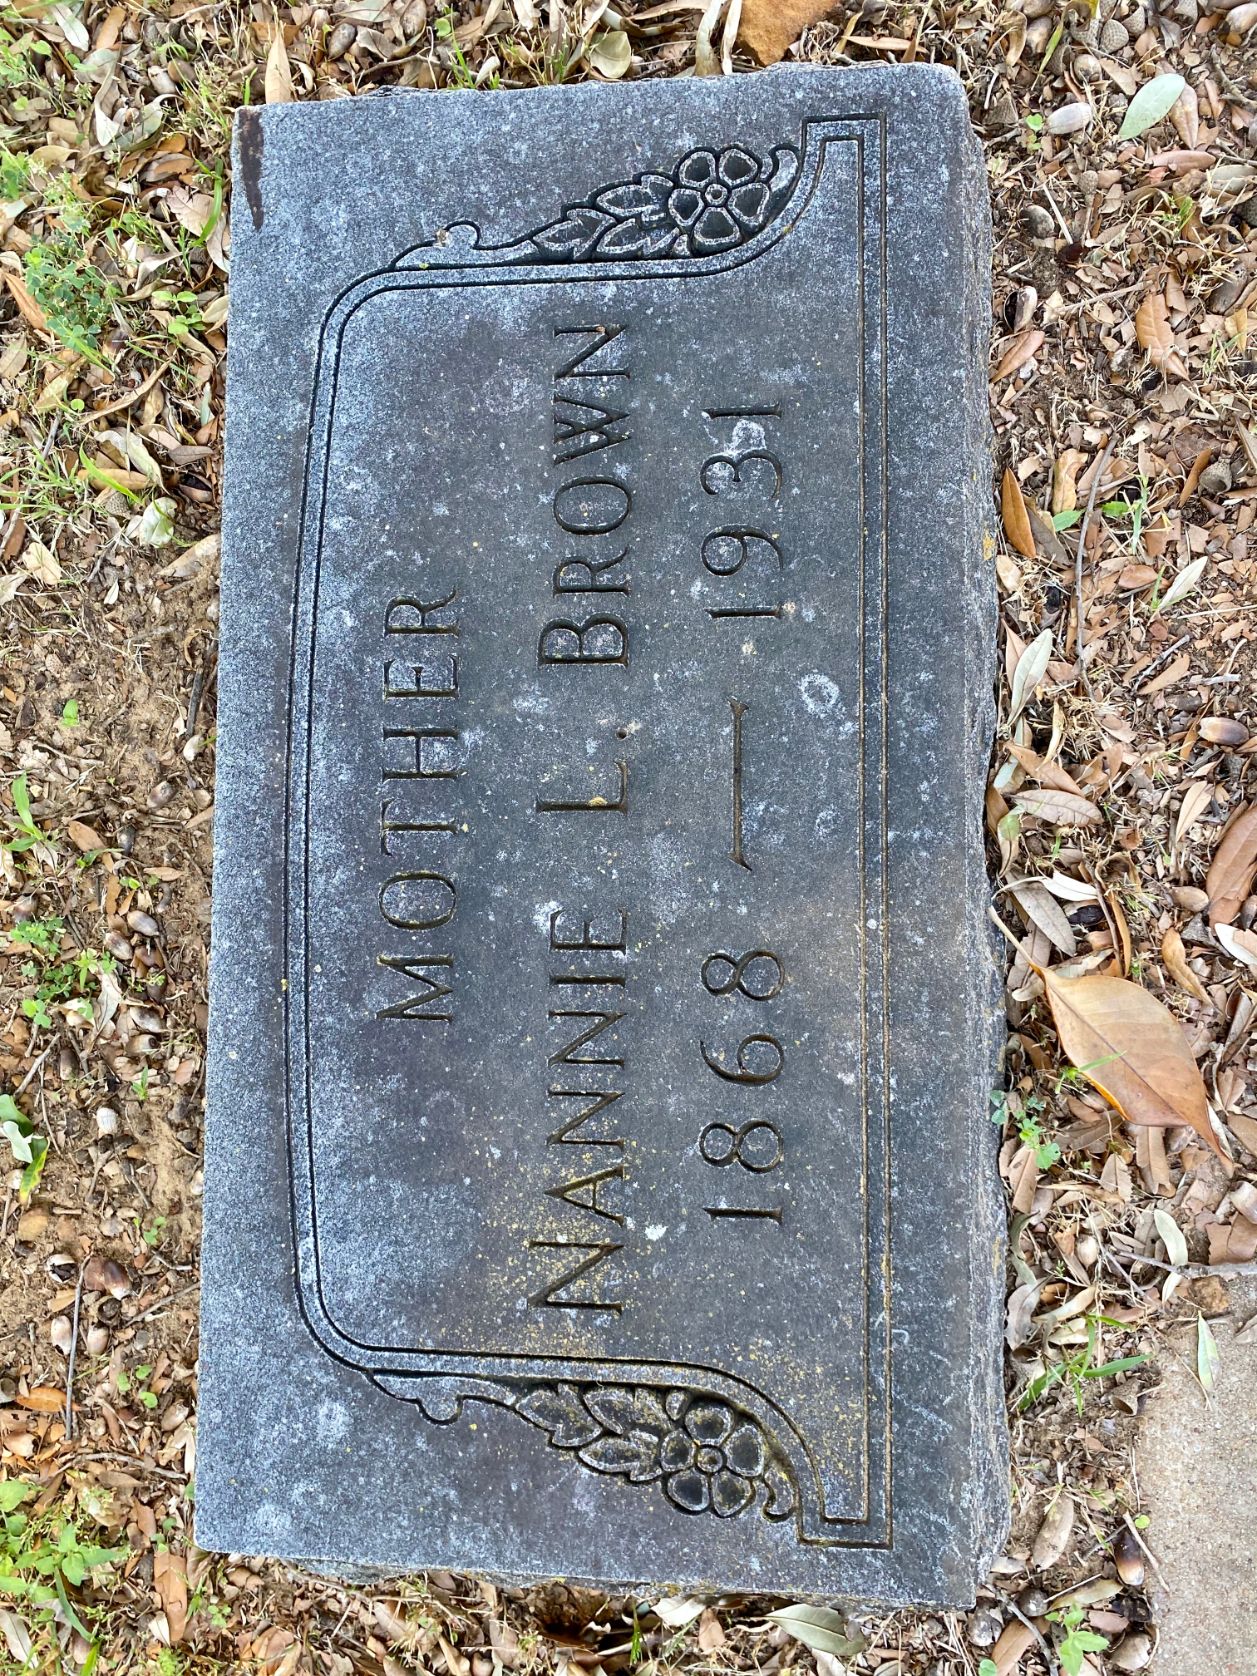 MOTHER
NANNIE L. BROWN
1868 — 1931